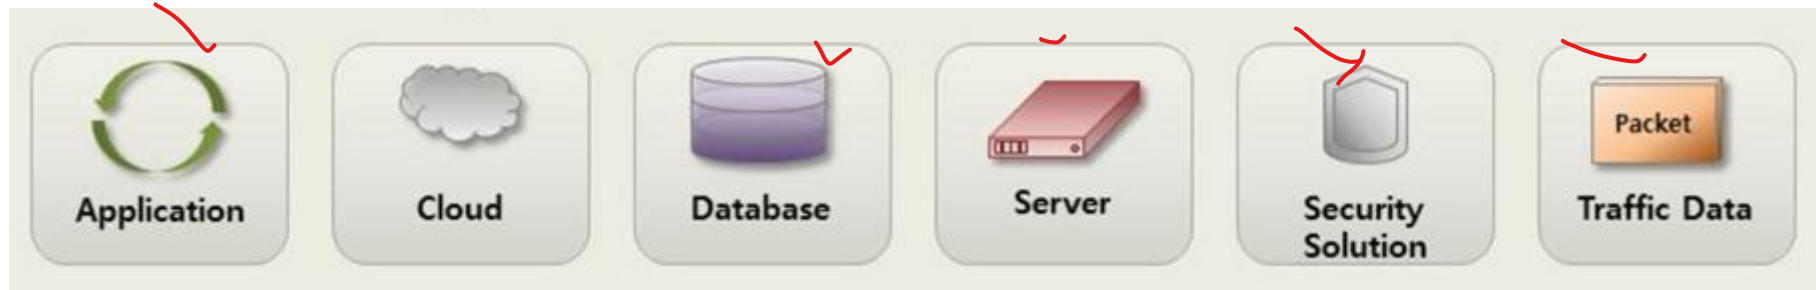 Application
Cloud
Database
Server
Security
Solution
Packet
Traffic Data